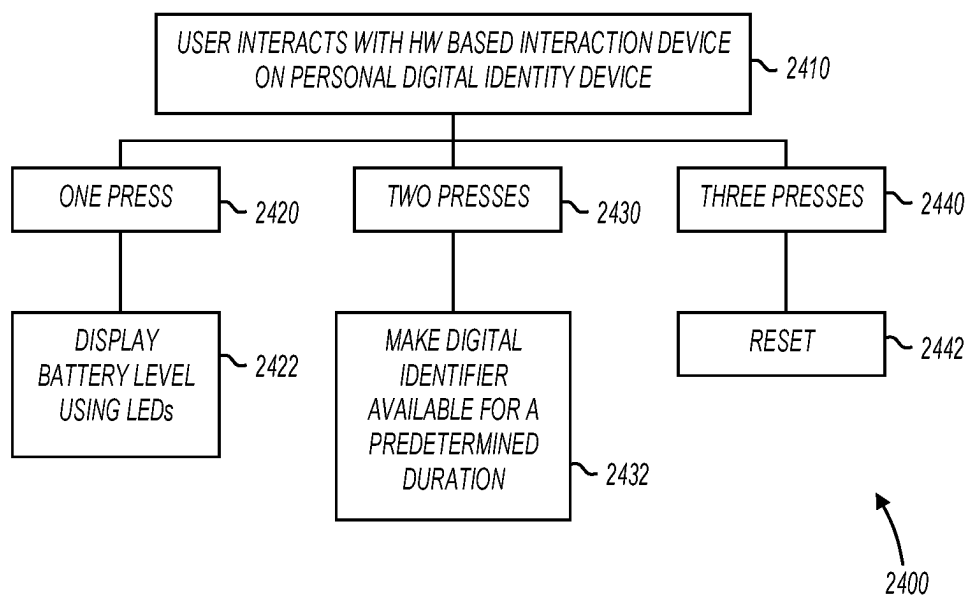 USER INTERACTS WITH HW BASED INTERACTION DEVICE
ON PERSONAL DIGITAL IDENTITY DEVICE
2410
ONE PRESS
2420
TWO PRESSES
2430
THREE PRESSES
2440
DISPLAY
BATTERY LEVEL
USING LEDs
2422
MAKE DIGITAL
IDENTIFIER
AVAILABLE FOR A
PREDETERMINED
DURATION
2432
RESET
2442
2400